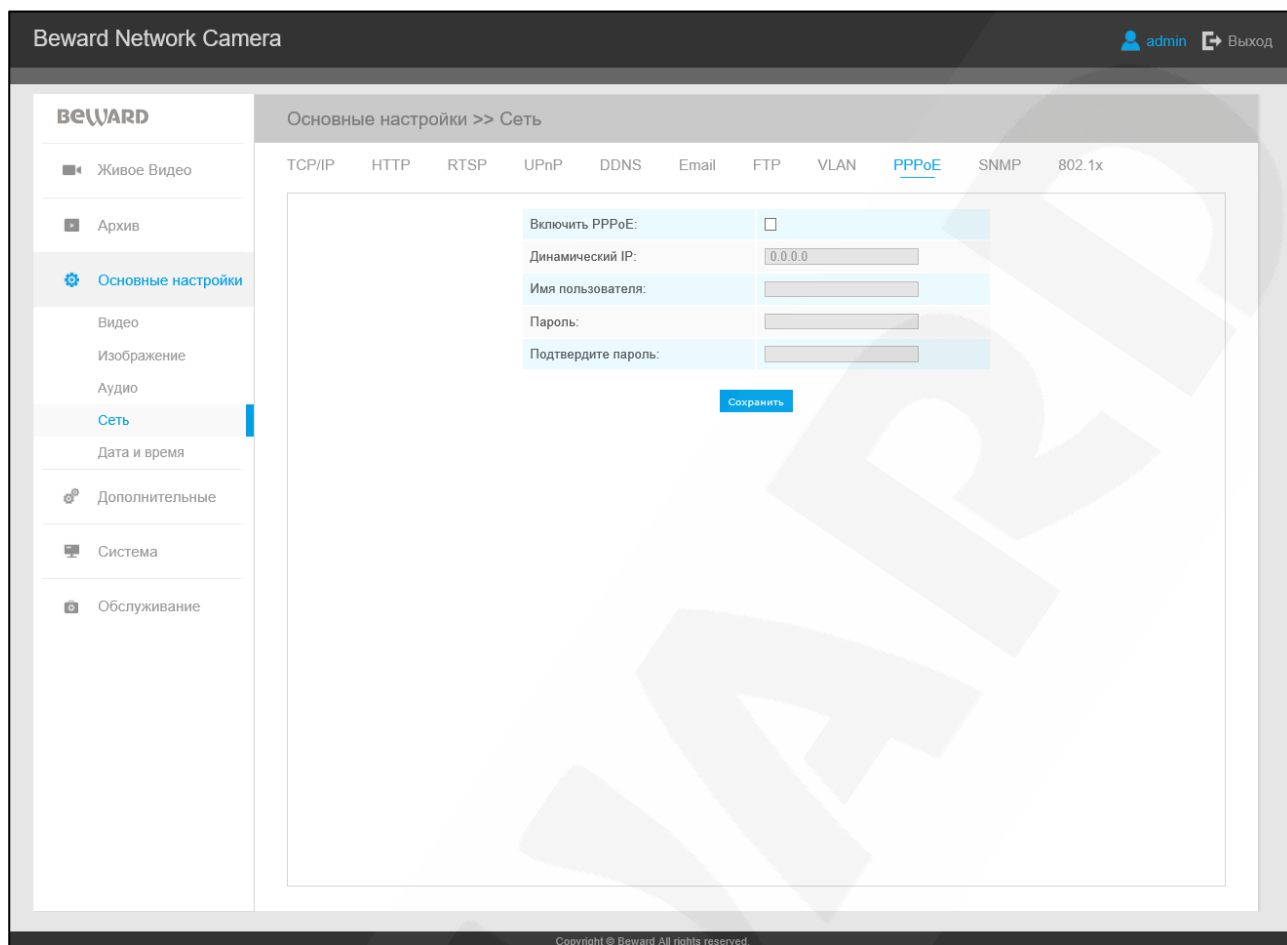 Beward Network Camera
admin
Выход
BEWARD
Основные настройки >> Сеть
Живое Видео
Архив
Основные настройки
Видео
Изображение
Аудио
Сеть
Дата и время
Дополнительные
Система
Обслуживание
TCP/IP HTTP RTSP UPnP DDNS Email FTP VLAN PPPoE SNMP 802.1x
Включить PPPoE:
Динамический IP: 0.0.0.0
Имя пользователя:
Пароль:
Подтвердите пароль:
Сохранить
Copyright © Beward All rights reserved.